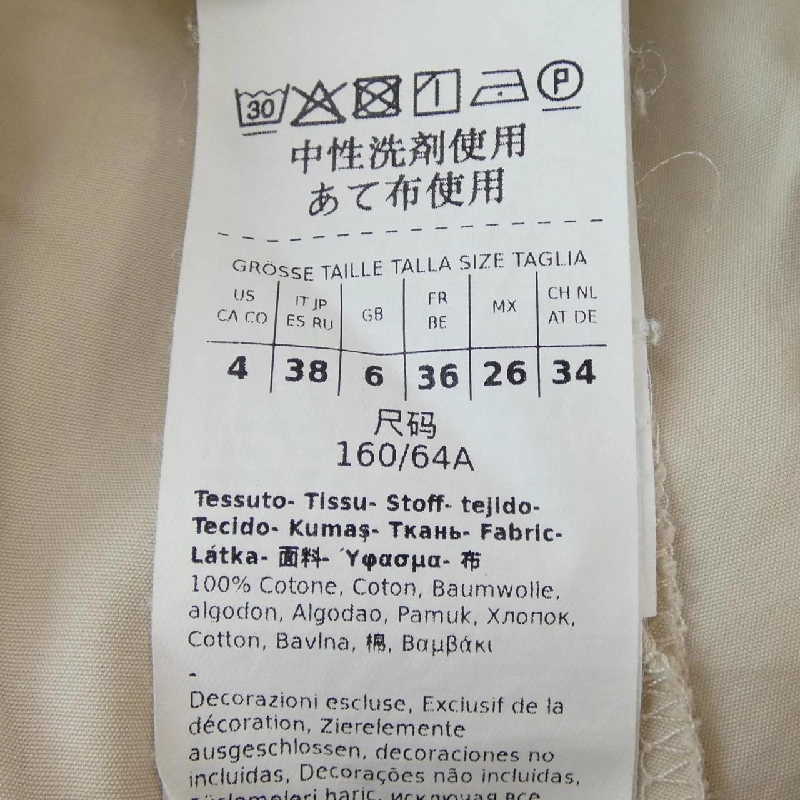 30 P
中性洗剤使用
あて布使用
GRÖSSE TAILLE TALLA SIZE TAGLIA
US IT JP GB FR MX CH NL
CA CO ES RU BE AT DE
4 38 6 36 26 34
尺码
160/64A
Tessuto- Tissu- Stoff- tejido-
Tecido- Kumaş- Ткань- Fabric-
Látka- 面料- Ύφασμα- 布
100% Cotone, Coton, Baumwolle,
algodon, Algodao, Pamuk, Хлопок,
Cotton, Bavlna, 棉, Βαμβάκι
-
Decorazioni escluse, Exclusif de la
décoration, Zierelemente
ausgeschlossen, decoraciones no
incluidas, Decorações não incluidas,
süslemeleri hariç, исключая все